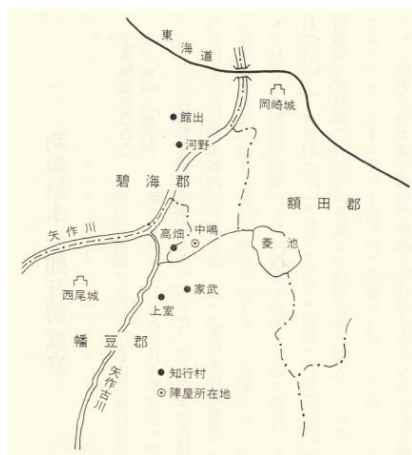 東海道
岡崎城
館出
河野
碧海郡
額田郡
矢作川
高畑
中嶋
菱池
西尾城
家武
上室
幡豆郡
矢作古川
知行村
陣屋所在地